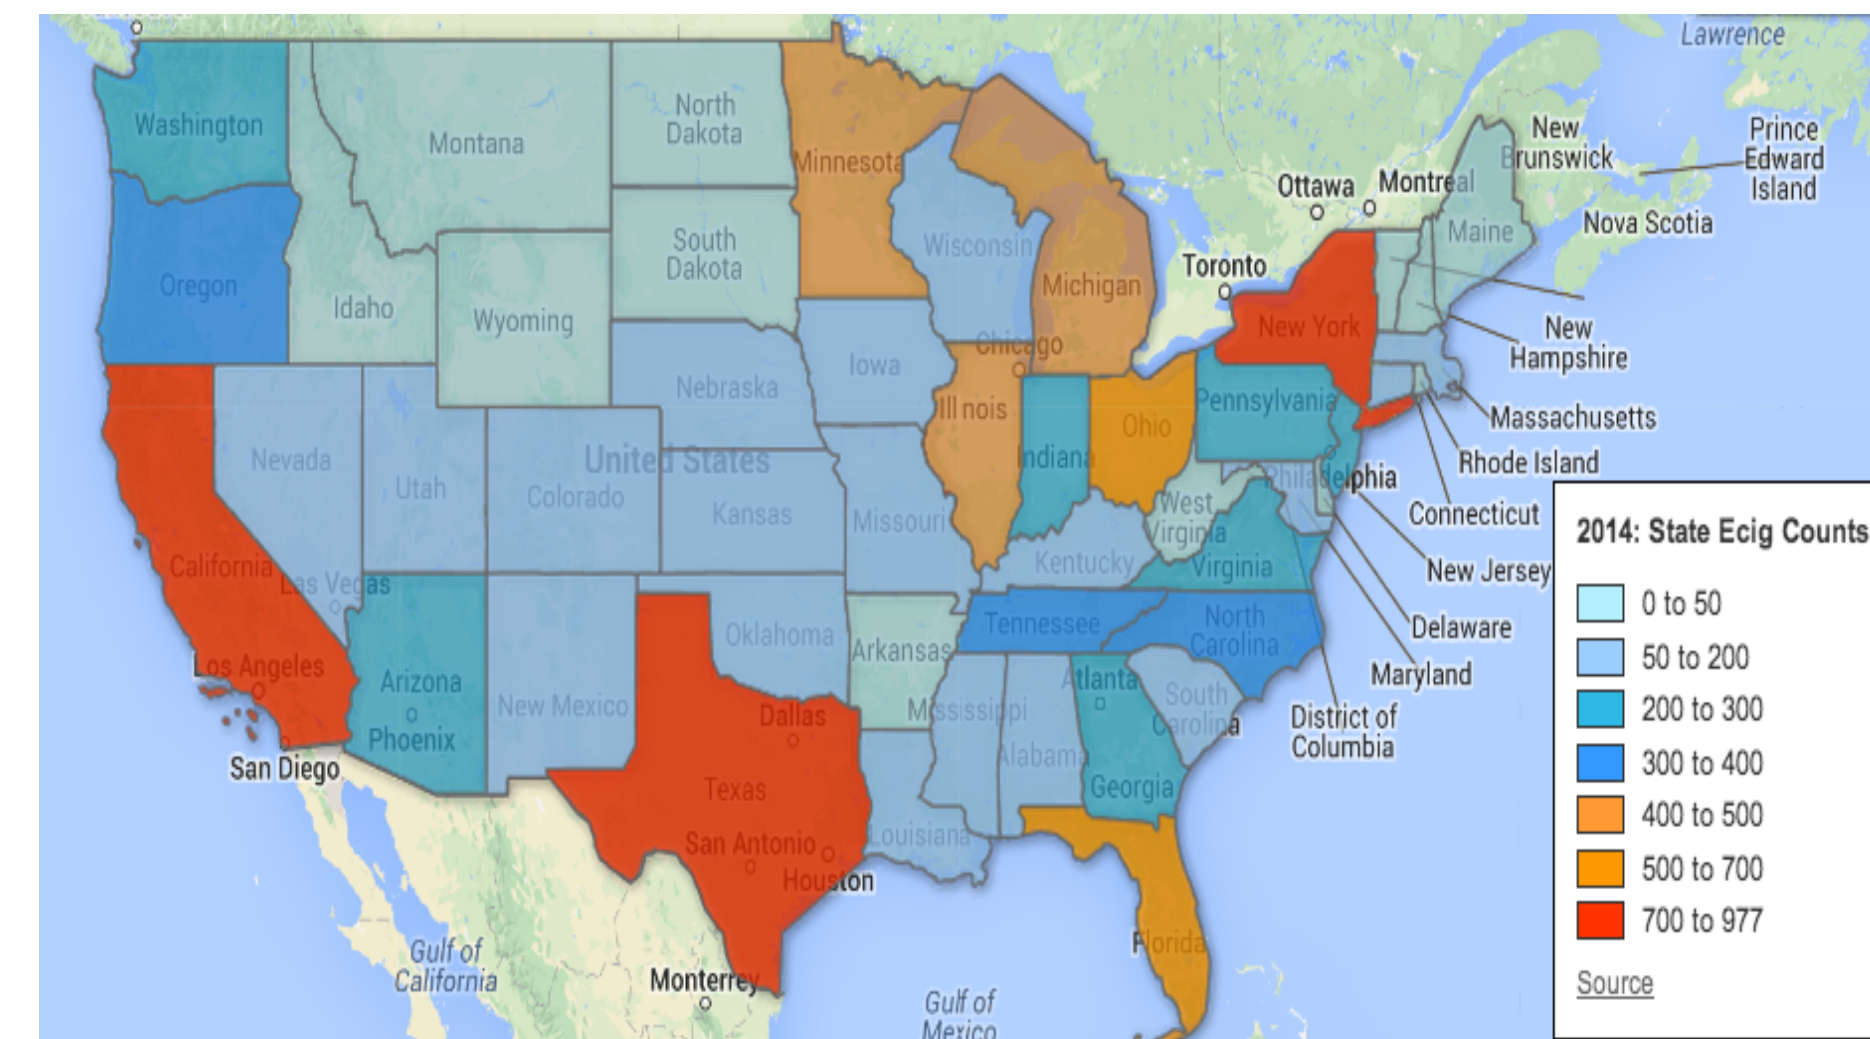 Lawrence
North
Dakota
Washington
Montana
Minnesota
New
Brunswick
Prince
Edward
Island
Ottawa
Montreal
Nova Scotia
Maine
South
Dakota
Wisconsin
Michigan
Toronto
Oregon
Idaho
Wyoming
New York
New
Hampshire
Chicago
Iowa
Nebraska
Ill nois
Ohio
Pennsylvania
Massachusetts
Nevada
Utah
United States
Colorado
Kansas
Missouri
Indiana
West
Virginia
Philadelphia
Rhode Island
Connecticut
California
Las Vegas
Kentucky
Virginia
New Jersey
Oklahoma
Arkansas
Tennessee
North
Carolina
Delaware
Maryland
Los Angeles
Arizona
Phoenix
New Mexico
Dallas
Mississippi
Alabama
Atlanta
South
Carolina
District of
Columbia
San Diego
Texas
Georgia
San Antonio
Houston
Louisiana
Florida
Gulf of
California
Monterrey
Gulf of
Mexico
2014: State Ecig Counts
0 to 50
50 to 200
200 to 300
300 to 400
400 to 500
500 to 700
700 to 977
Source